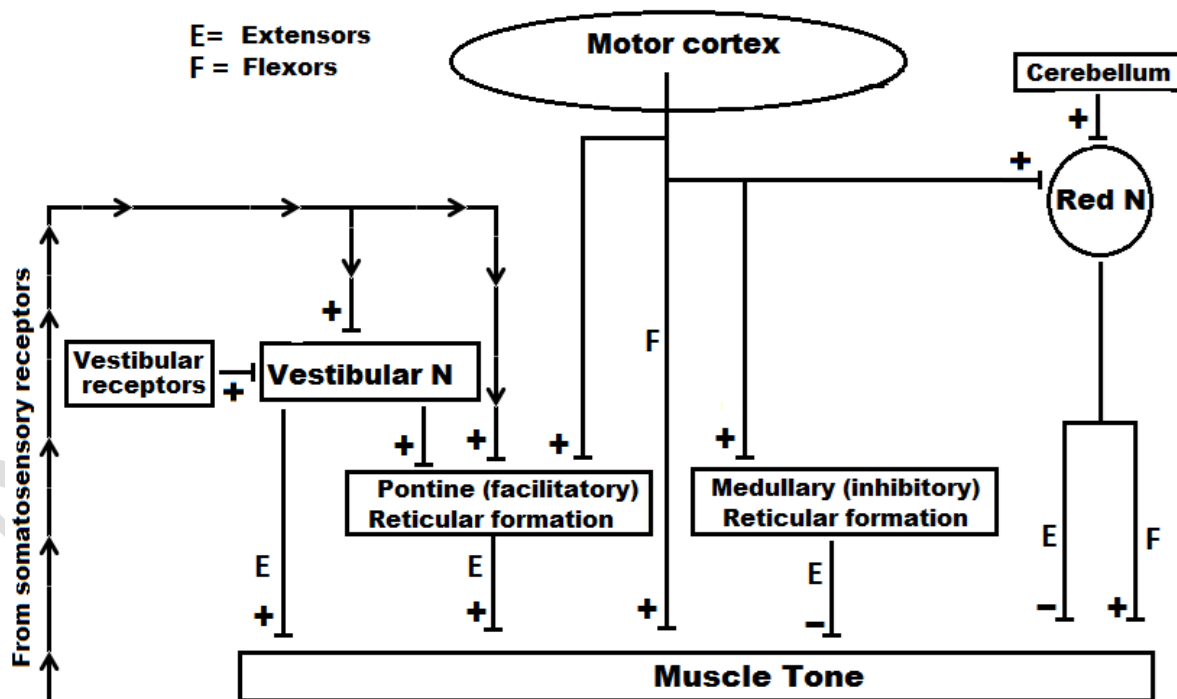 E= Extensors
F = Flexors
Motor cortex
Cerebellum
+
+
Red N
From somatosensory receptors
+
Vestibular
receptors
+
Vestibular N
F
+
+
+
+
Pontine (facilitatory)
Reticular formation
Medullary (inhibitory)
Reticular formation
E
F
E
E
E
+
+
+
−
−
+
Muscle Tone